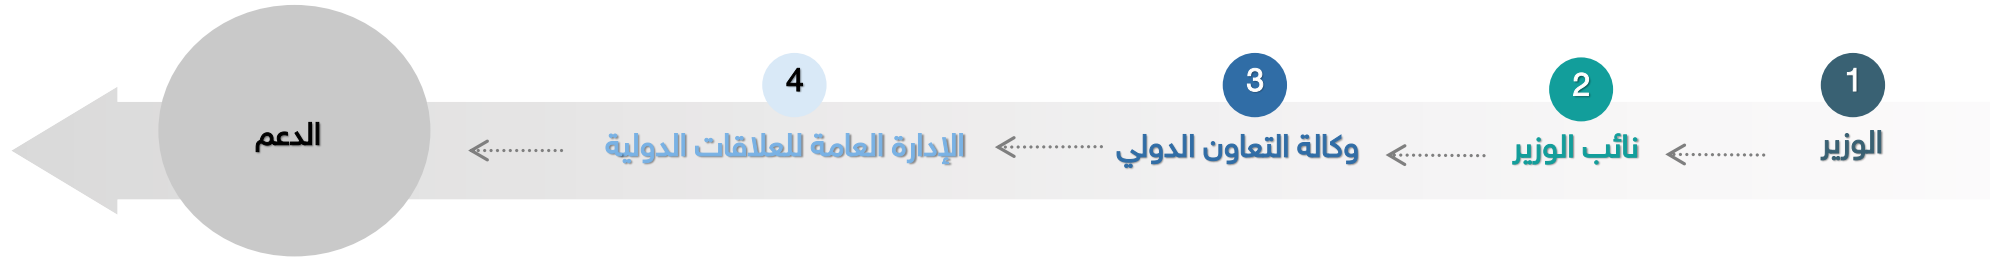 1
الوزير
2
نائب الوزير
3
وكالة التعاون الدولي
4
الإدارة العامة للعلاقات الدولية
الدعم